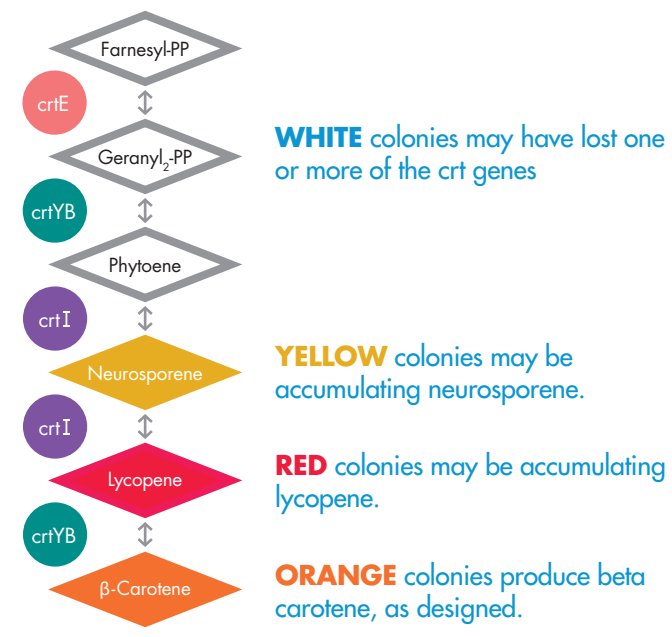 Farnesyl-PP
crtE
Geranyl₂-PP
WHITE colonies may have lost one
or more of the crt genes
crtYB
Phytoene
crtI
Neurosporene
YELLOW colonies may be
accumulating neurosporene.
crtI
Lycopene
RED colonies may be accumulating
lycopene.
crtYB
β-Carotene
ORANGE colonies produce beta
carotene, as designed.